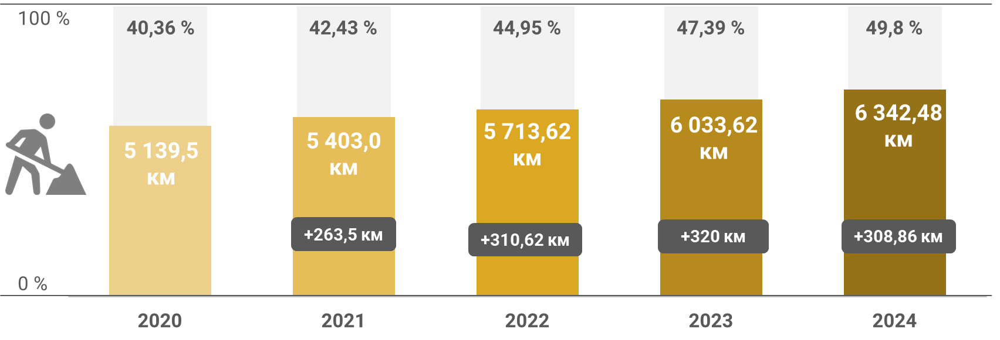 100 %
40,36 %
42,43 %
44,95 %
47,39 %
49,8 %
5 139,5
км
5 403,0
км
5 713,62
км
6 033,62
км
6 342,48
км
+263,5 км
+310,62 км
+320 км
+308,86 км
0 %
2020
2021
2022
2023
2024